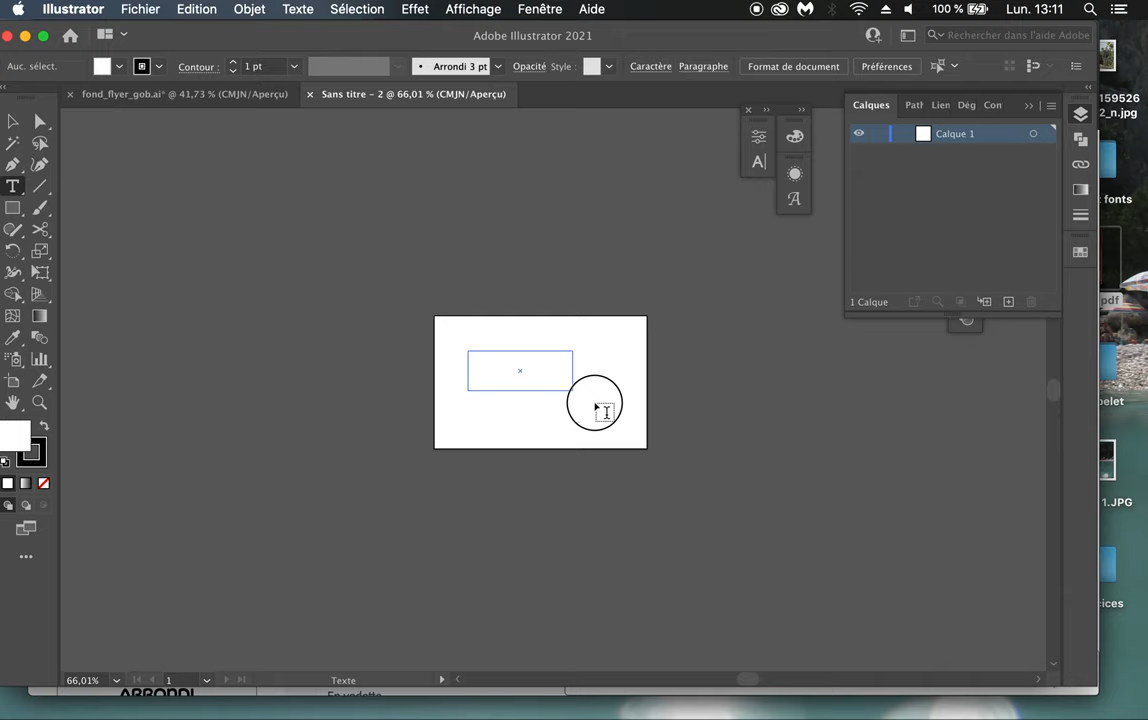 Illustrator Fichier Edition Objet Texte Sélection Effet Affichage Fenêtre Aide 100 % Lun. 13:11
Adobe Illustrator 2021 Rechercher dans l'aide Adobe
Auc. sélect. Contour : 1 pt Arrondi 3 pt Opacité Style : Caractère Paragraphe Format de document Préférences
× fond_flyer_gob.ai* @ 41,73 % (CMJN/Aperçu) × Sans titre - 2 @ 66,01 % (CMJN/Aperçu)
Calques Patl Lien Dég Con
159526
2_n.jpg
Calque 1
t fonts
pdf
1 Calque
pelet
1.JPG
cices
66,01% 1 Texte
ARRONDI En vedette